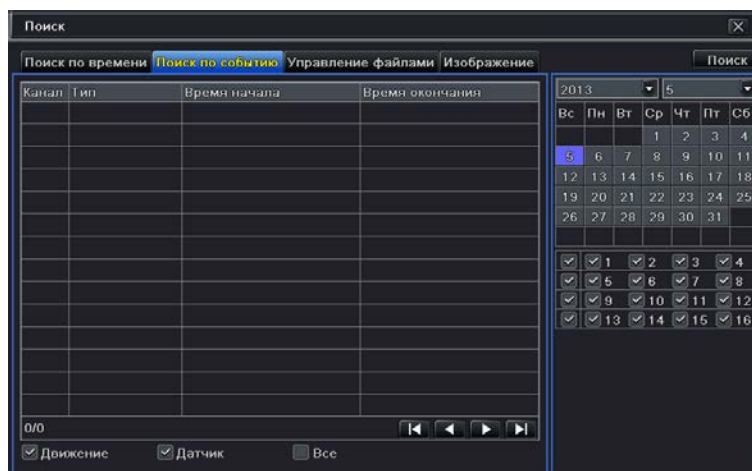 Поиск
Поиск по времени Поиск по событию Управление файлами Изображение
Поиск
Канал Тип Время начала Время окончания
2013 5
Вс Пн Вт Ср Чт Пт Сб
1 2 3 4
5 6 7 8 9 10 11
12 13 14 15 16 17 18
19 20 21 22 23 24 25
26 27 28 29 30 31
1 2 3 4
5 6 7 8
9 10 11 12
13 14 15 16
0/0
Движение Датчик Все